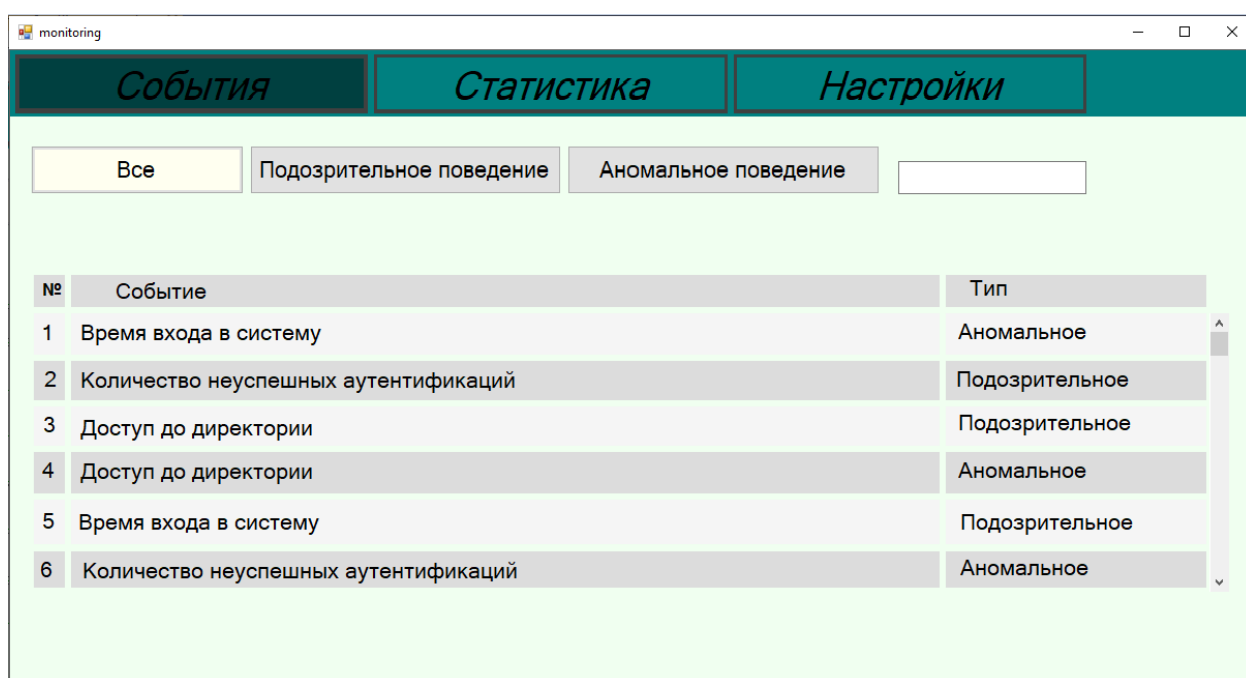 monitoring
События Статистика Настройки
Все Подозрительное поведение Аномальное поведение
№ Событие Тип
1 Время входа в систему Аномальное
2 Количество неуспешных аутентификаций Подозрительное
3 Доступ до директории Подозрительное
4 Доступ до директории Аномальное
5 Время входа в систему Подозрительное
6 Количество неуспешных аутентификаций Аномальное